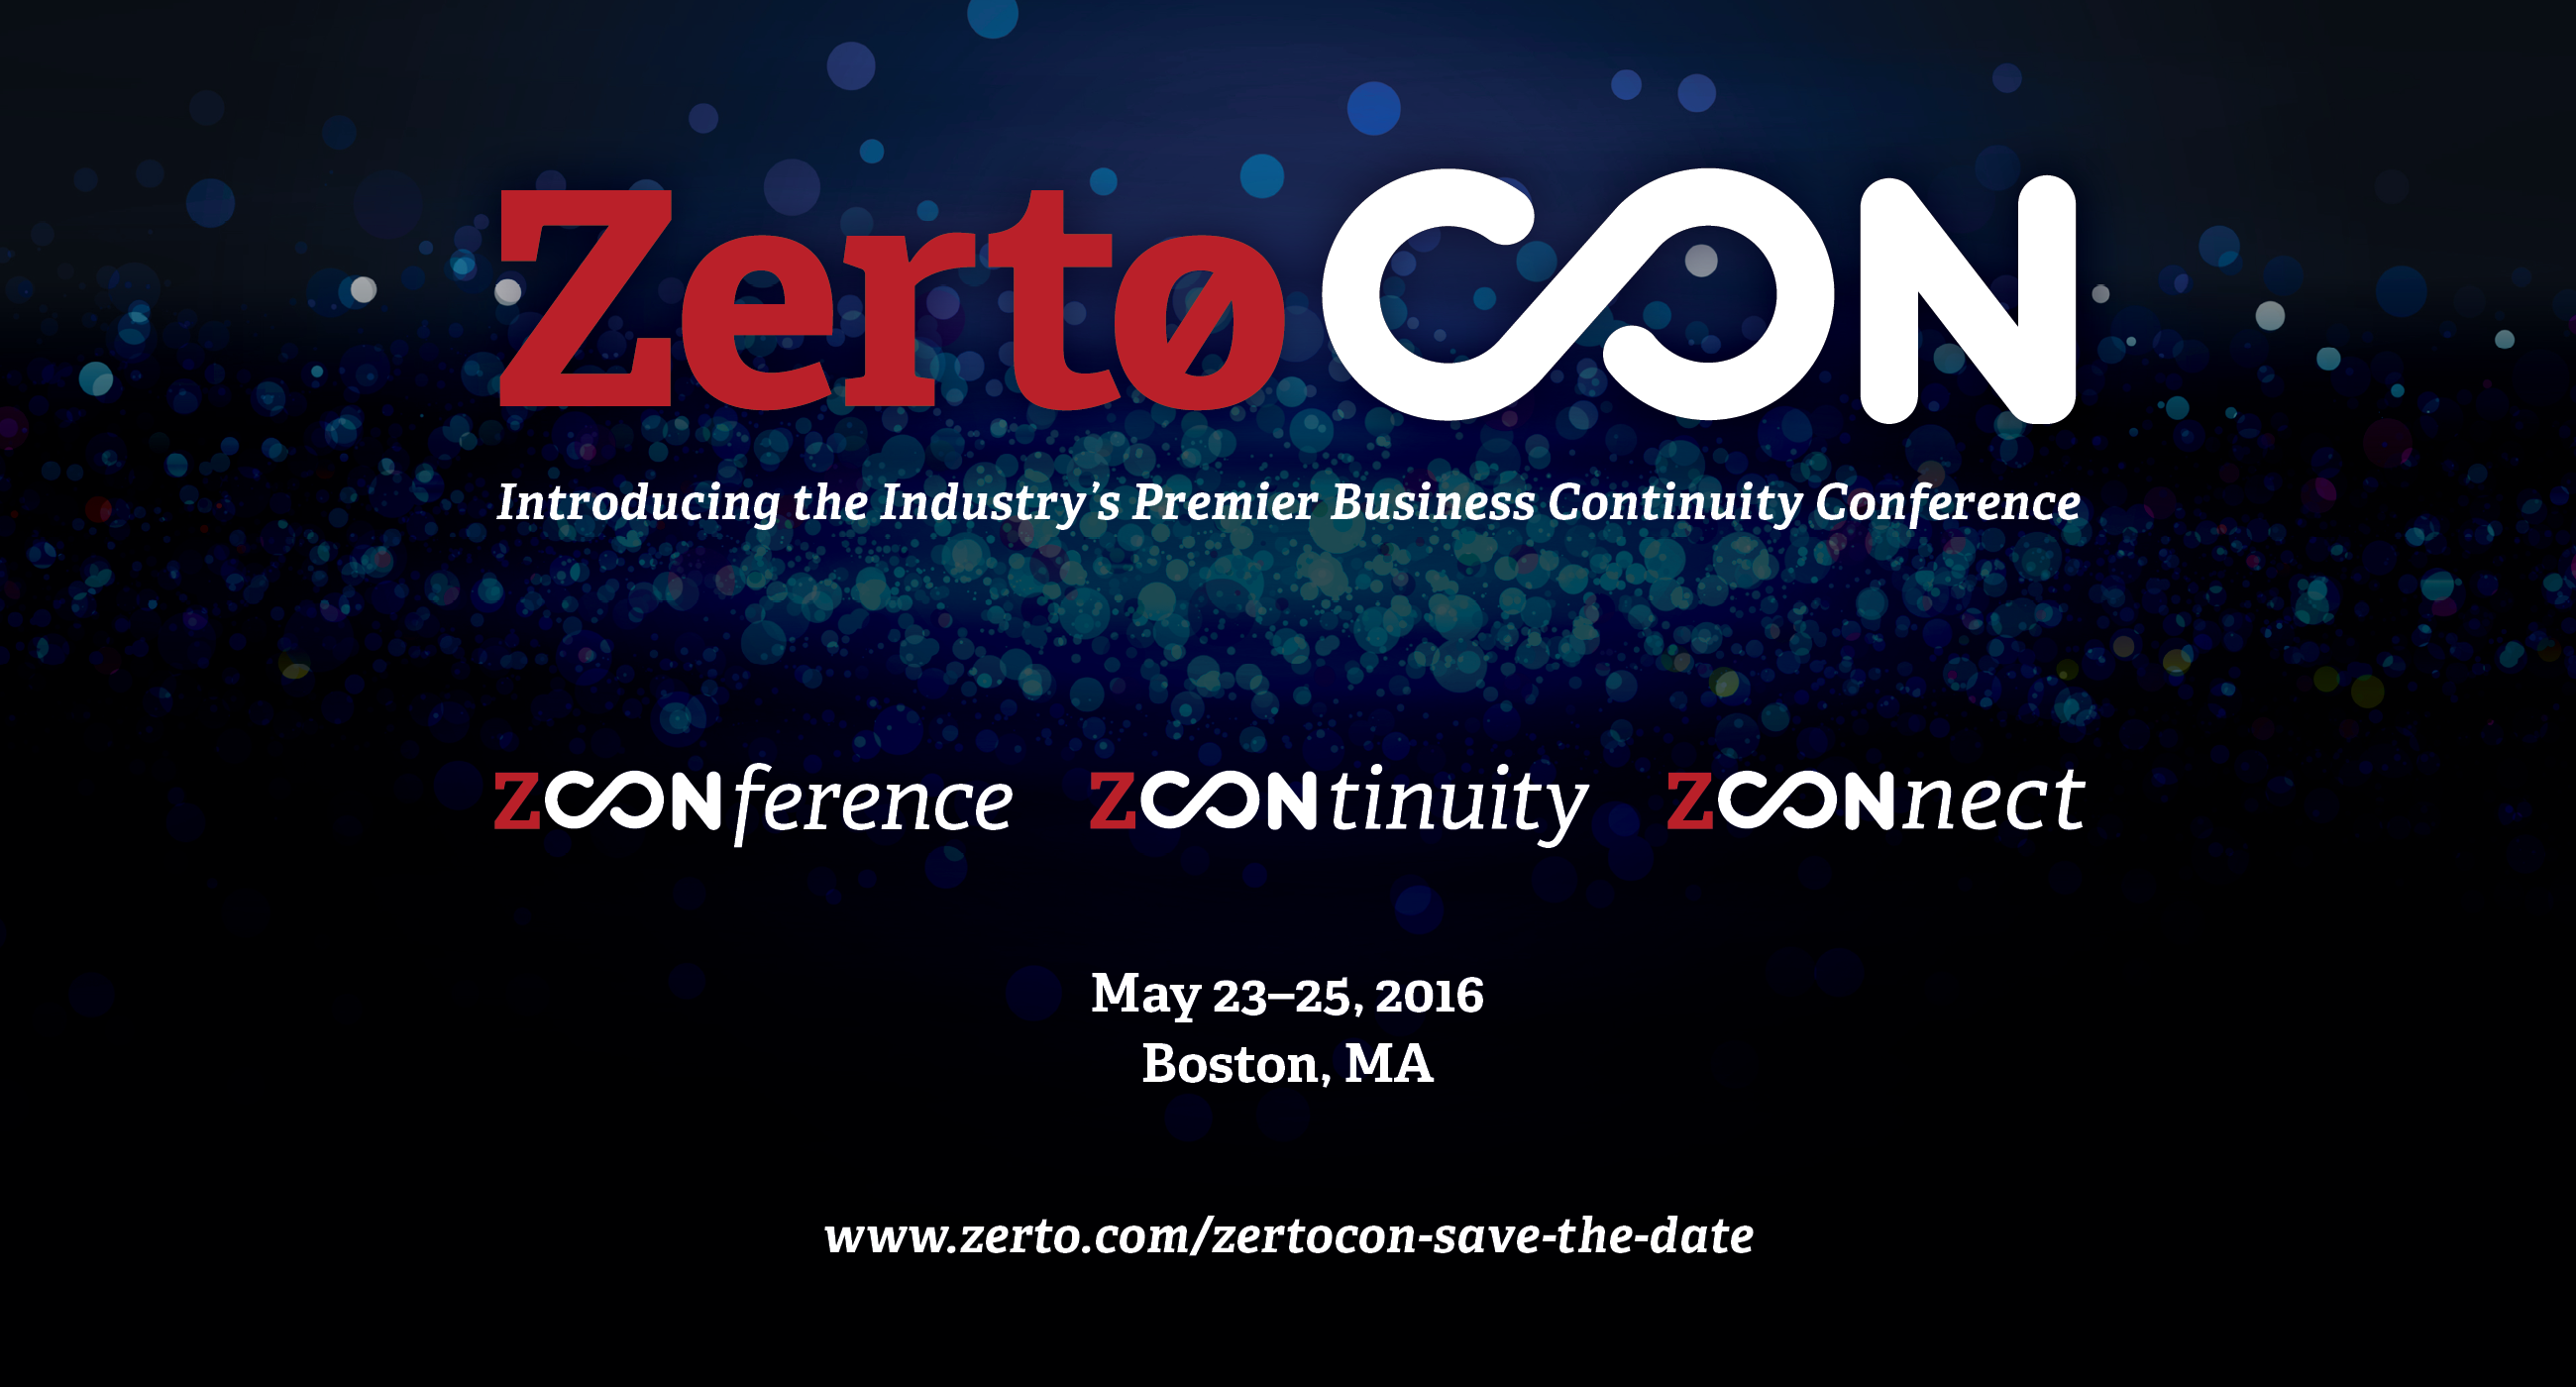 ZertoCON
Introducing the Industry’s Premier Business Continuity Conference
ZCONference ZCONtinuity ZCONnect
May 23–25, 2016
Boston, MA
www.zerto.com/zertocon-save-the-date